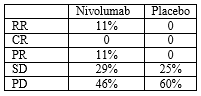 Nivolumab Placebo
RR 11% 0
CR 0 0
PR 11% 0
SD 29% 25%
PD 46% 60%